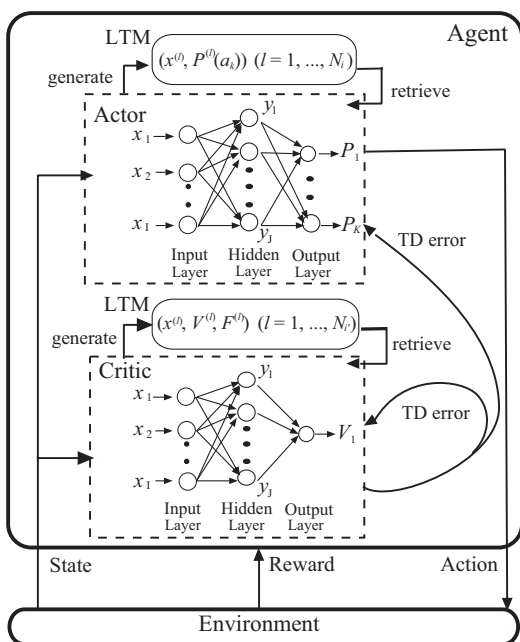 Agent
LTM
(x^(l), P^(l)(a_k)) (l = 1, ..., N_i)
generate
retrieve
Actor
y_1
x_1
P_1
x_2
x_I
P_K
y_J
TD error
Input Layer
Hidden Layer
Output Layer
LTM
(x^(l), V^(l), F^(l)) (l = 1, ..., N_i')
generate
retrieve
Critic
y_1
x_1
TD error
x_2
V_1
x_I
y_J
Input Layer
Hidden Layer
Output Layer
State
Reward
Action
Environment